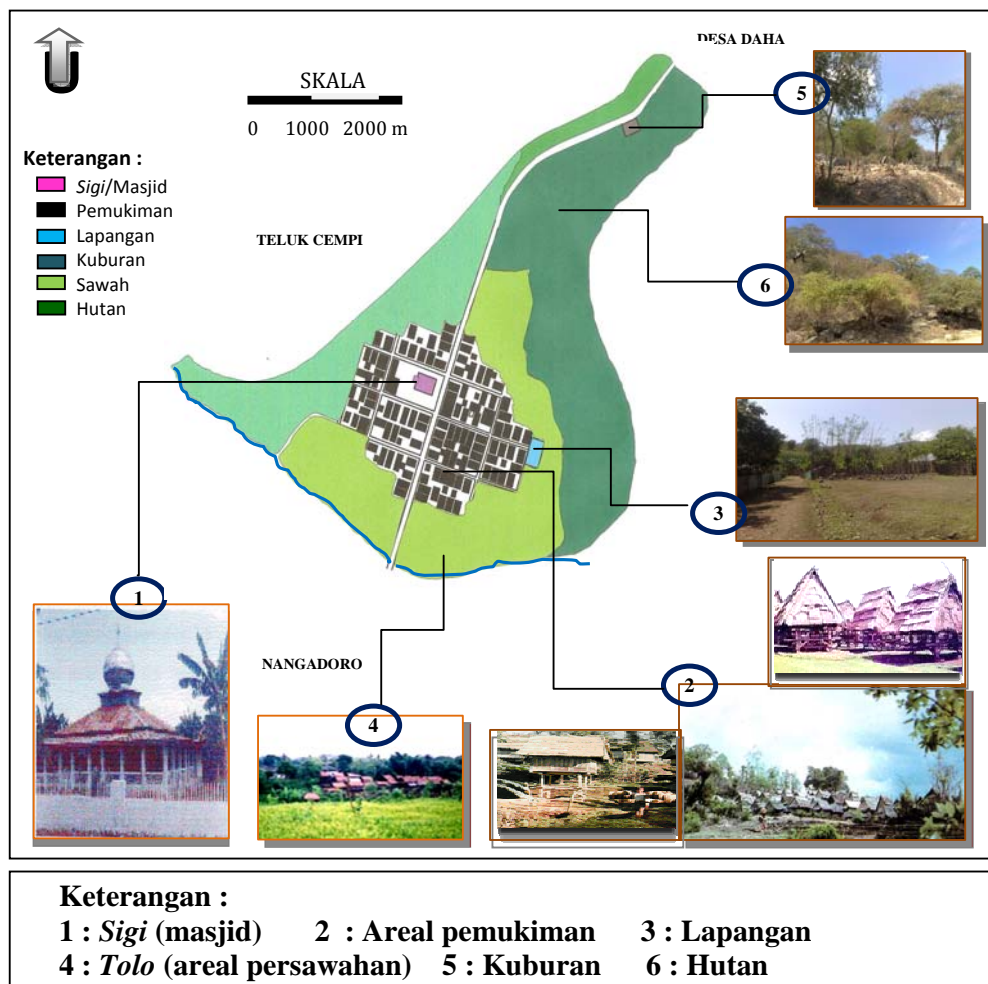 DESA DAHA
U
SKALA
0 1000 2000 m
Keterangan :
Sigi/Masjid
Pemukiman
Lapangan
Kuburan
Sawah
Hutan
TELUK CEMPI
5
6
3
1
NANGADORO
2
4
Keterangan :
1 : Sigi (masjid) 2 : Areal pemukiman 3 : Lapangan
4 : Tolo (areal persawahan) 5 : Kuburan 6 : Hutan